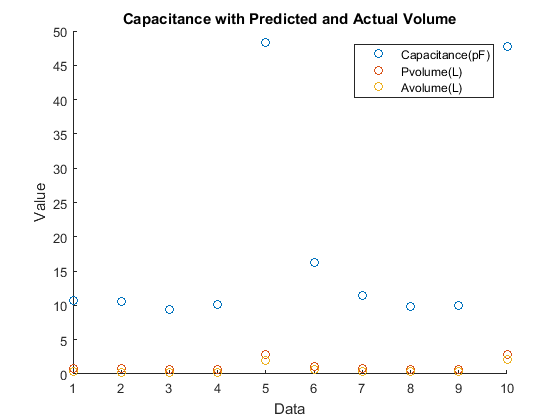 Capacitance with Predicted and Actual Volume
50
45
40
35
30
25
20
15
10
5
0
Value
Capacitance(pF)
Pvolume(L)
Avolume(L)
1 2 3 4 5 6 7 8 9 10
Data